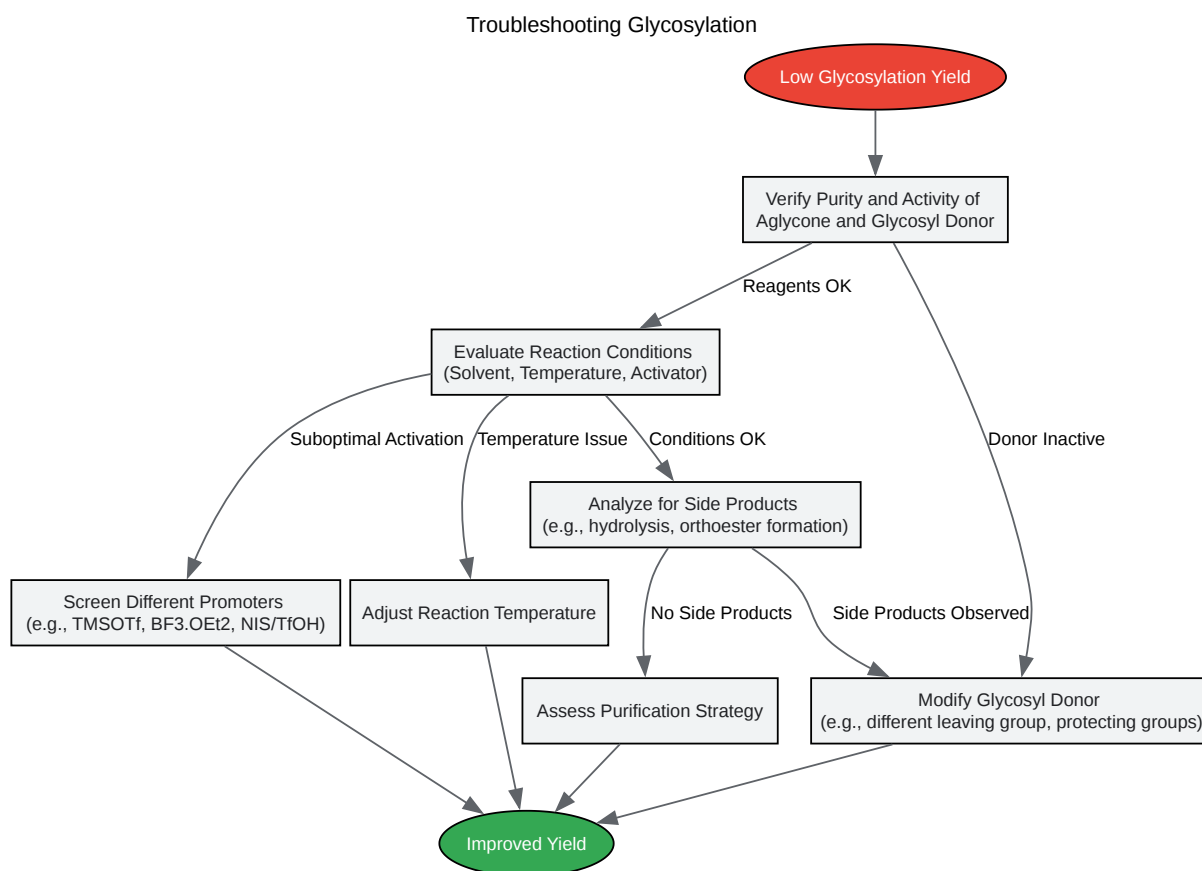 Troubleshooting Glycosylation
Low Glycosylation Yield
Verify Purity and Activity of
Aglycone and Glycosyl Donor
Reagents OK
Evaluate Reaction Conditions
(Solvent, Temperature, Activator)
Suboptimal Activation
Temperature Issue
Conditions OK
Donor Inactive
Analyze for Side Products
(e.g., hydrolysis, orthoester formation)
Screen Different Promoters
(e.g., TMSOTf, BF3.OEt2, NIS/TfOH)
Adjust Reaction Temperature
No Side Products
Side Products Observed
Assess Purification Strategy
Modify Glycosyl Donor
(e.g., different leaving group, protecting groups)
Improved Yield